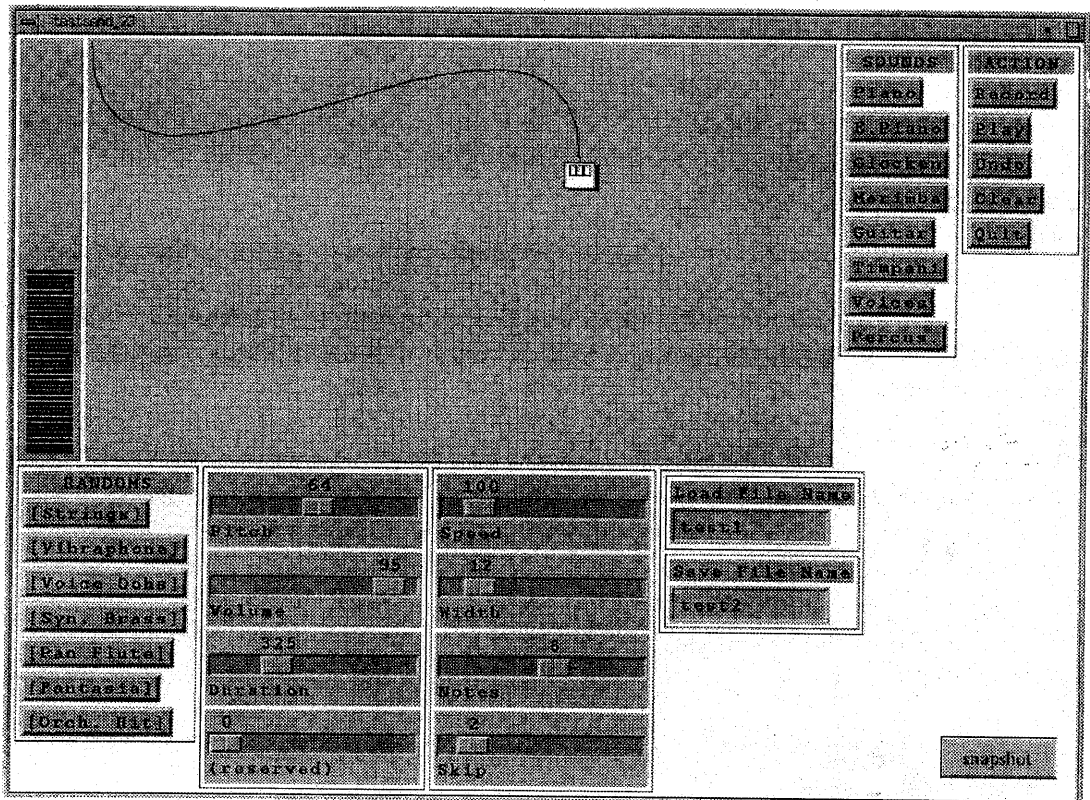 testsend_23
SOUNDS
Piano
E.Piano
Glocken
Marimba
Guitar
Timpani
Voices
Percus.
ACTION
Record
Play
Undo
Clear
Quit
RANDOMS
[Strings]
[Vibraphone]
[Voice Oohs]
[Syn. Brass]
[Pan Flute]
[Fantasia]
[Orch. Hit]
64
Pitch
95
Volume
325
Duration
0
(reserved)
100
Speed
12
Width
8
Notes
2
Skip
Load File Name
test1
Save File Name
test2
snapshot